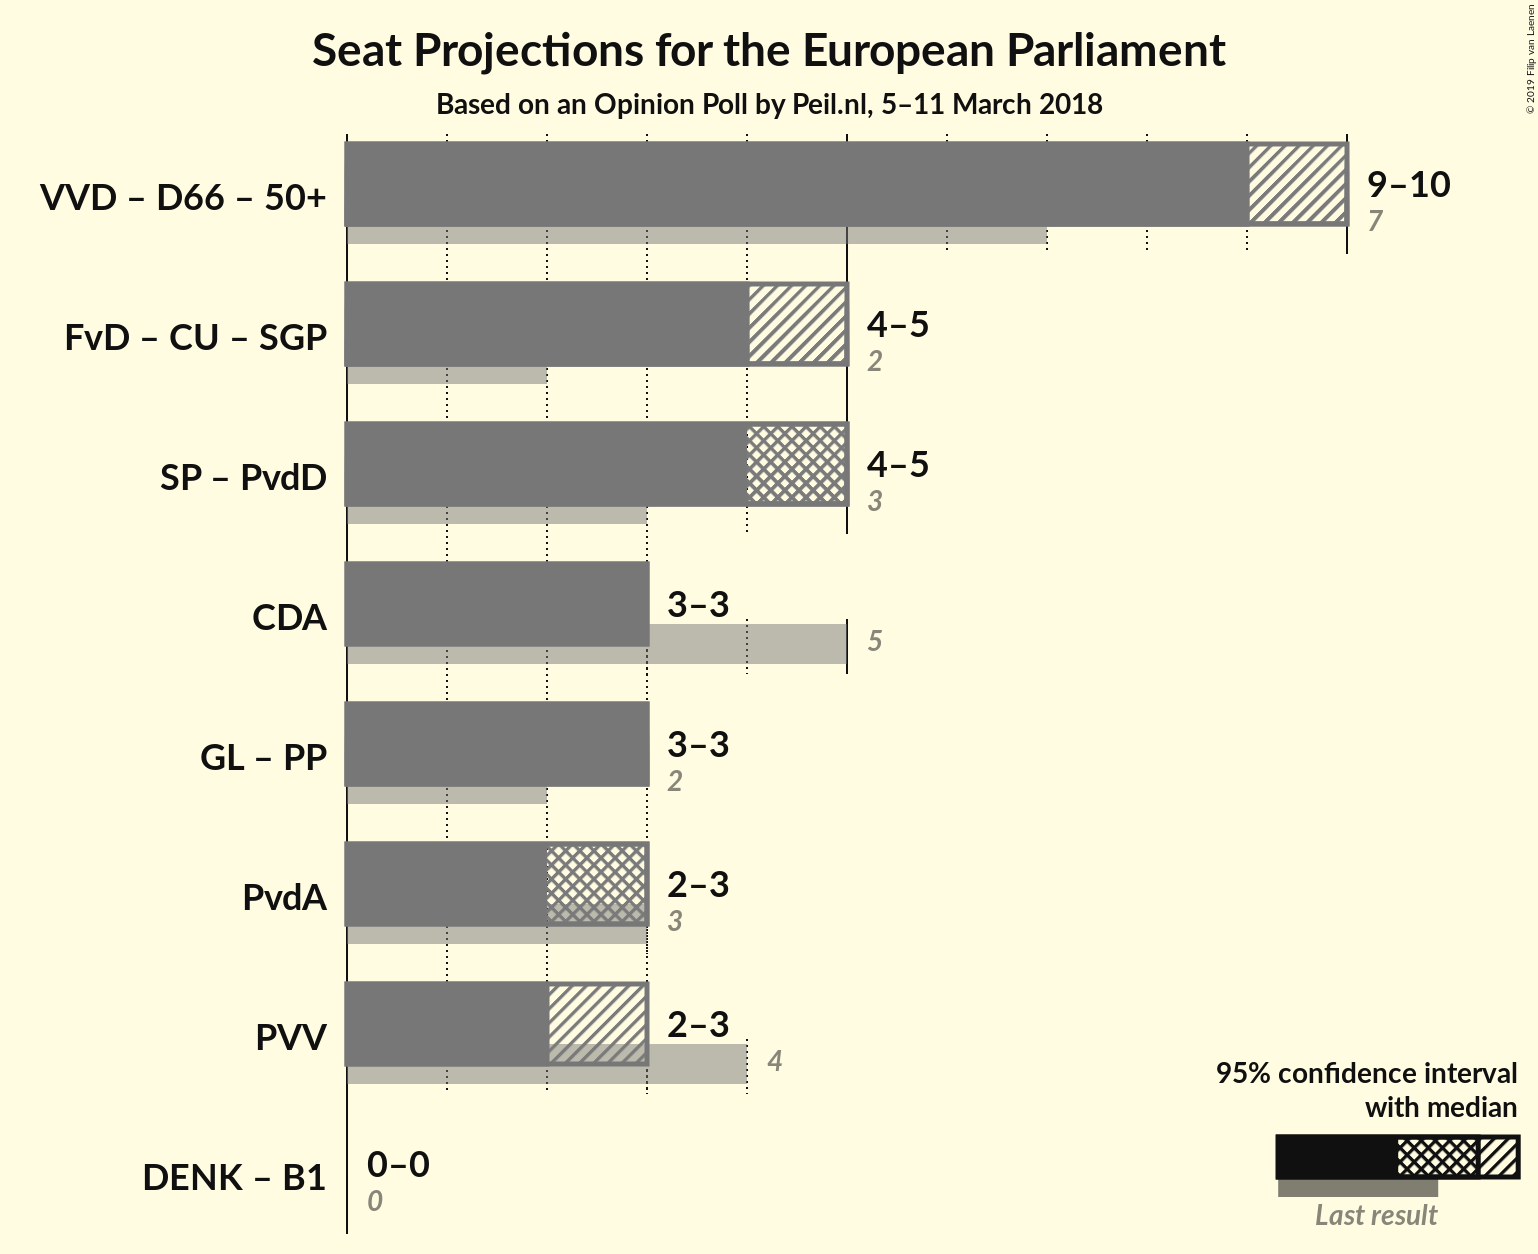 Seat Projections for the European Parliament
Based on an Opinion Poll by Peil.nl, 5–11 March 2018
© 2019 Filip van Laenen
VVD – D66 – 50+
9–10
7
FvD – CU – SGP
4–5
2
SP – PvdD
4–5
3
CDA
3–3
5
GL – PP
3–3
2
PvdA
2–3
3
PVV
2–3
4
DENK – B1
0–0
0
95% confidence interval
with median
Last result